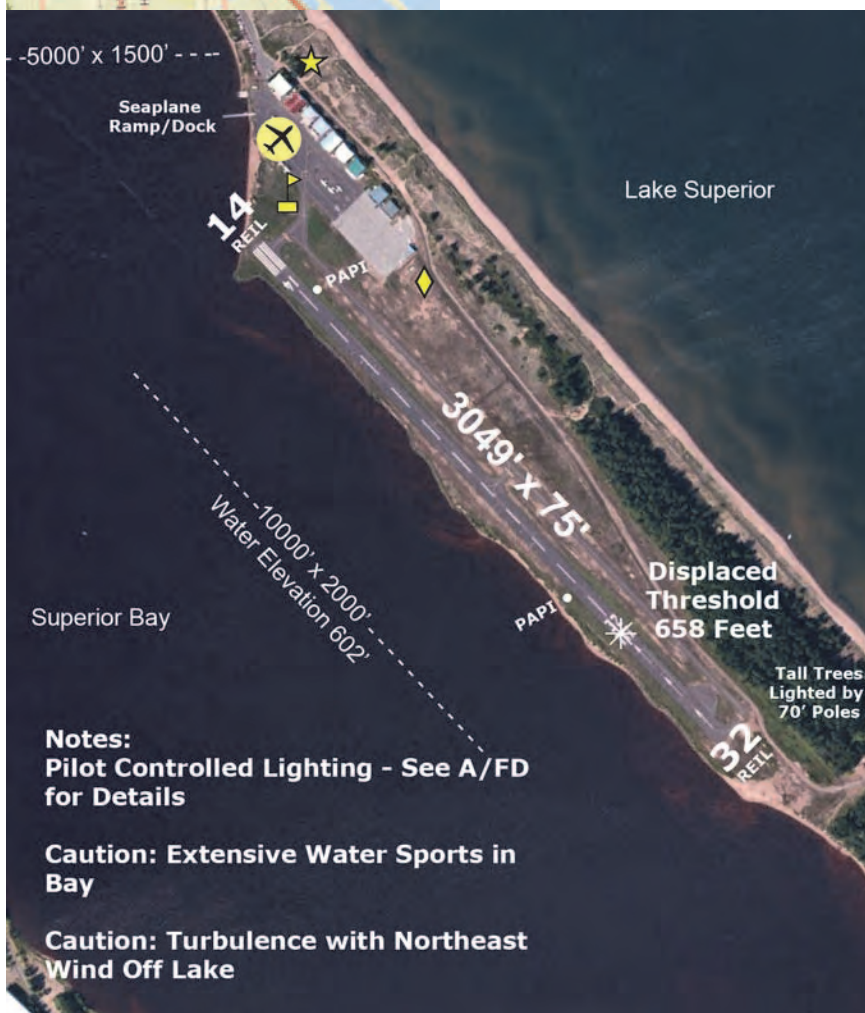 -5000' x 1500' - - - -
Seaplane
Ramp/Dock
Lake Superior
14
REIL
PAPI
14
3049' x 75'
10000' x 2000'
Water Elevation 602'
Superior Bay
Displaced
Threshold
658 Feet
PAPI
Tall Trees
Lighted by
70' Poles
32
REIL
Notes:
Pilot Controlled Lighting - See A/FD
for Details
Caution: Extensive Water Sports in
Bay
Caution: Turbulence with Northeast
Wind Off Lake